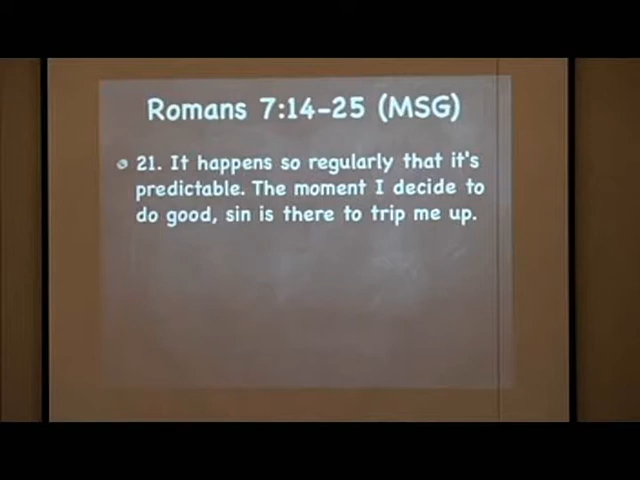 Romans 7:14-25 (MSG)
21. It happens so regularly that it's
predictable. The moment I decide to
do good, sin is there to trip me up.